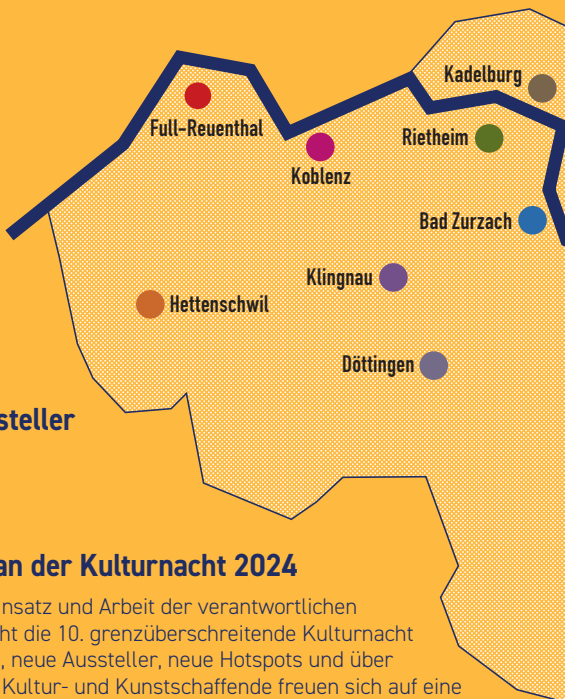 Kadelburg
Full-Reuenthal
Rietheim
Koblenz
Bad Zurzach
Klingnau
Hettenschwil
Döttingen
steller
an der Kulturnacht 2024
nsatz und Arbeit der verantwortlichen
ht die 10. grenzüberschreitende Kulturnacht
, neue Aussteller, neue Hotspots und über
Kultur- und Kunstschaffende freuen sich auf eine